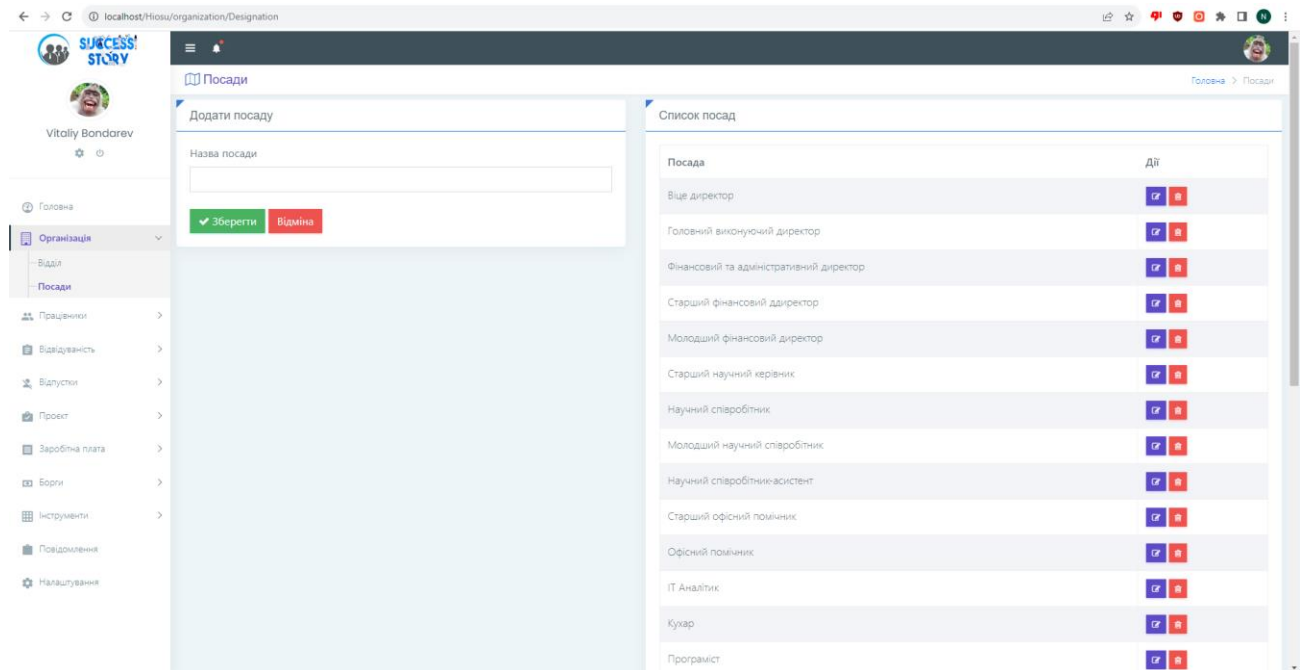 localhost/Hiosu/organization/Designation
N
SUCCESS
STORY
Vitaliy Bondarev
Головна
Організація
Відділ
Посади
Працівники
Відвідуваність
Відпустки
Проект
Заробітна плата
Борги
Інструменти
Повідомлення
Налаштування
Посади
Головна > Посади
Додати посаду
Назва посади
Зберегти
Відміна
Список посад
Посада Дії
Віце директор
Головний виконуючий директор
Фінансовий та адміністративний директор
Старший фінансовий ддиректор
Молодший фінансовий директор
Старший научний керівник
Научний співробітник
Молодший научний співробітник
Научний співробітник-асистент
Старший офісний помічник
Офісний помічник
ІТ Аналітик
Кухар
Програміст